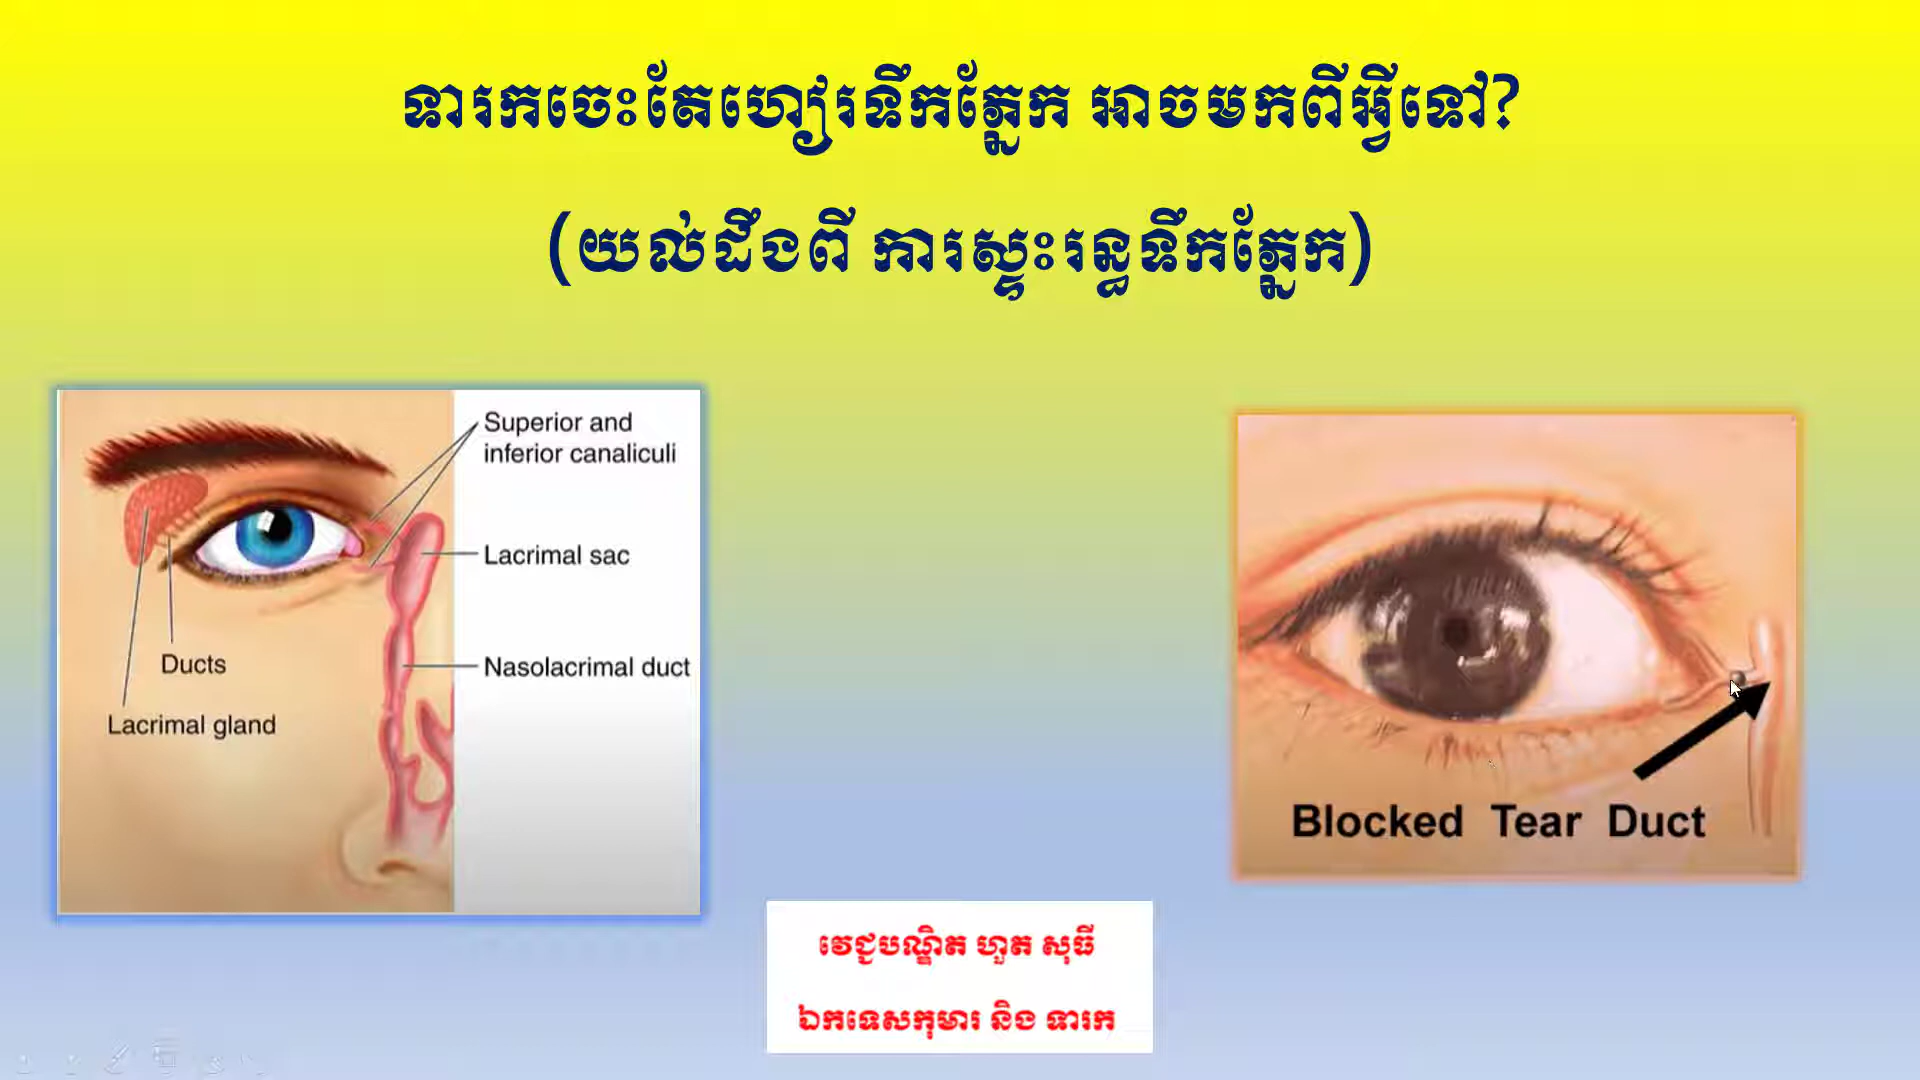 ទារកចេះតែហៀរទឹកភ្នែក អាចមកពីអ្វីទៅ?
(យល់ដឹងពី ការស្ទះរន្ធទឹកភ្នែក)
Superior and
inferior canaliculi
Lacrimal sac
Nasolacrimal duct
Ducts
Lacrimal gland
Blocked Tear Duct
វេជ្ជបណ្ឌិត ហួត សុធី
ឯកទេសកុមារ និង ទារក